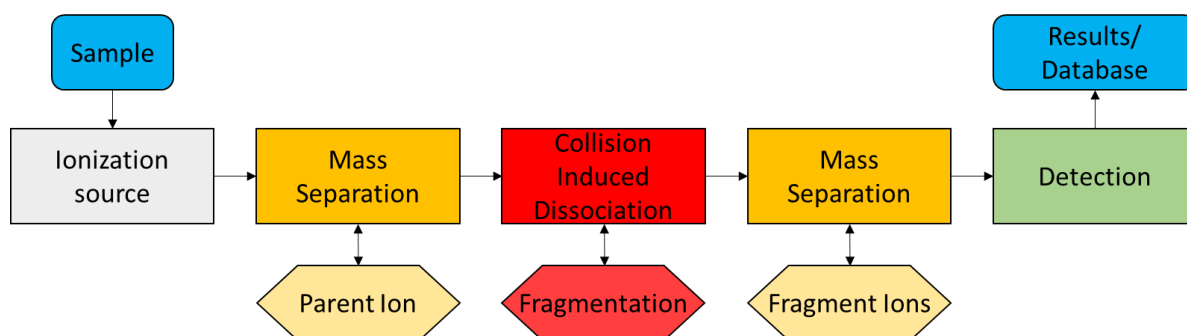 Sample
Results/
Database
Ionization
source
Mass
Separation
Collision
Induced
Dissociation
Mass
Separation
Detection
Parent Ion
Fragmentation
Fragment Ions